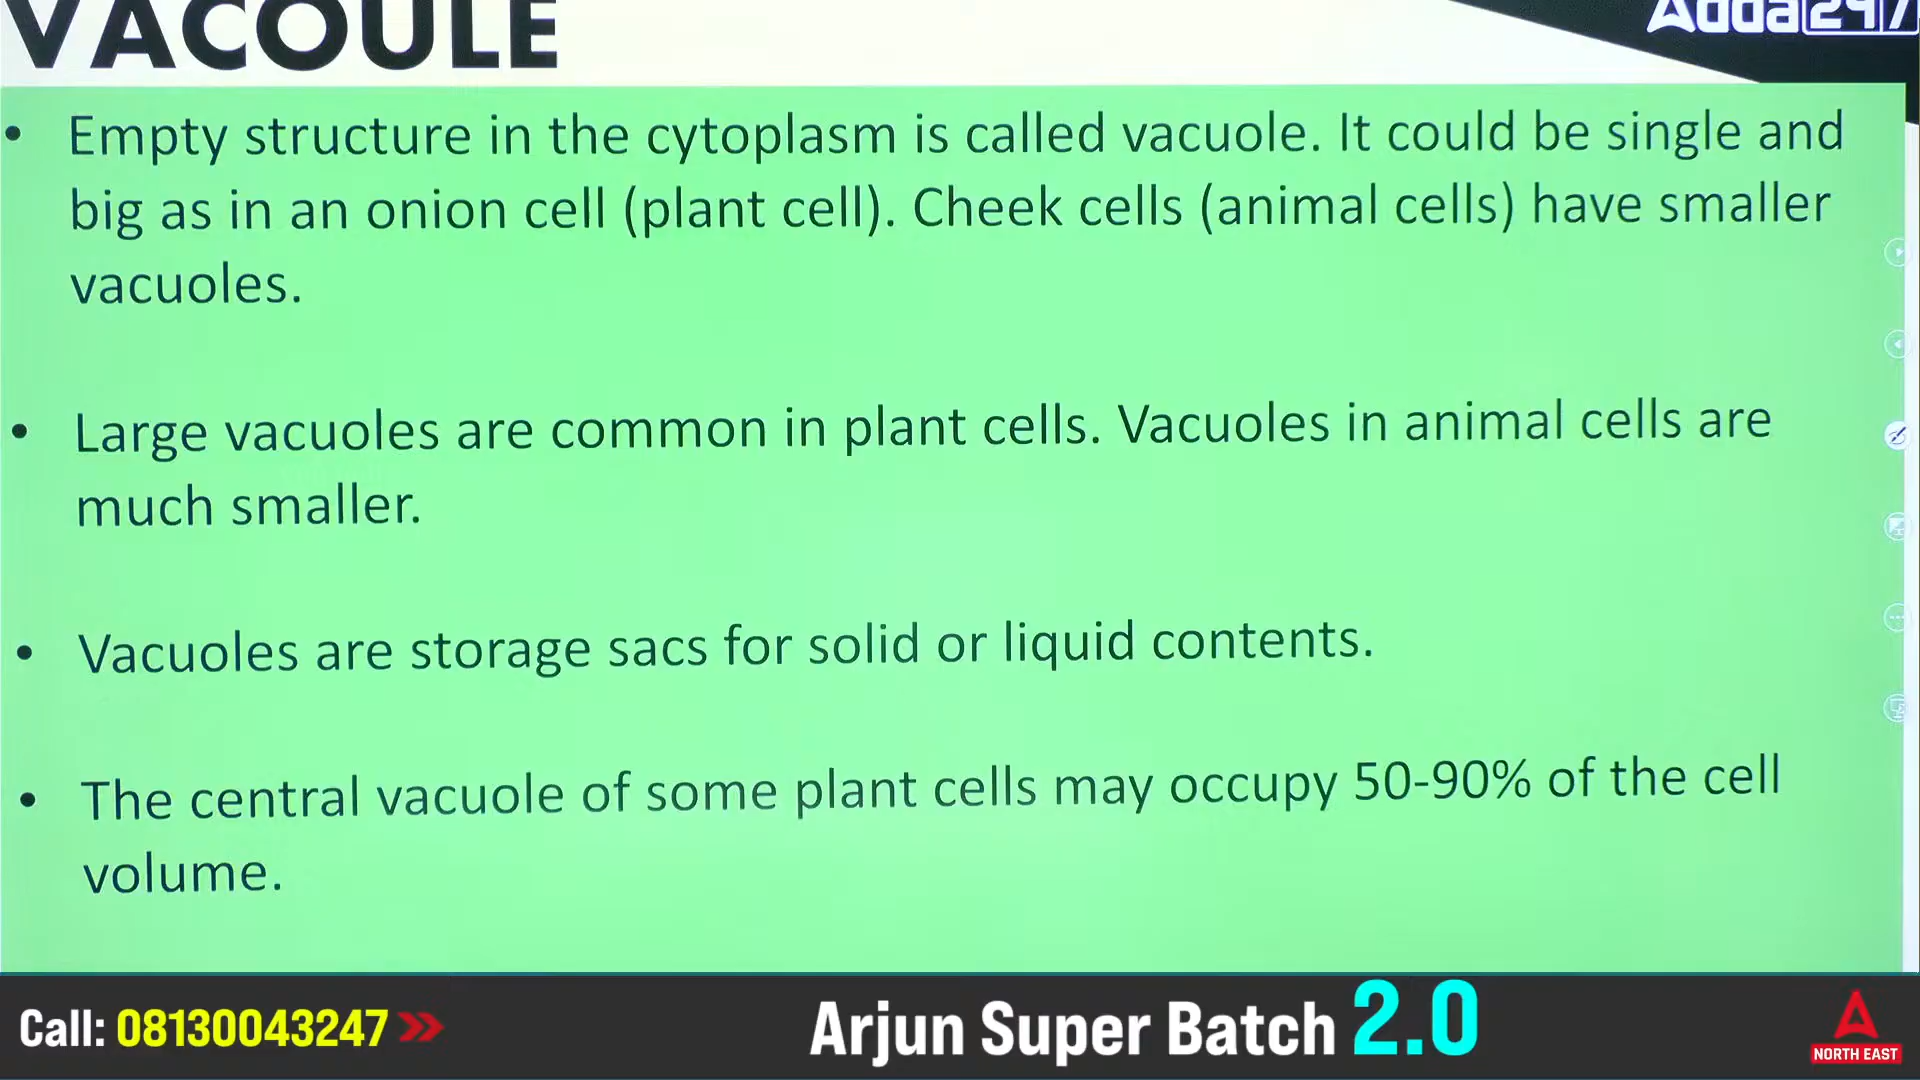 VACOULE
Adda247
• Empty structure in the cytoplasm is called vacuole. It could be single and
big as in an onion cell (plant cell). Cheek cells (animal cells) have smaller
vacuoles.
• Large vacuoles are common in plant cells. Vacuoles in animal cells are
much smaller.
• Vacuoles are storage sacs for solid or liquid contents.
• The central vacuole of some plant cells may occupy 50-90% of the cell
volume.
Call: 08130043247
Arjun Super Batch 2.0
NORTH EAST